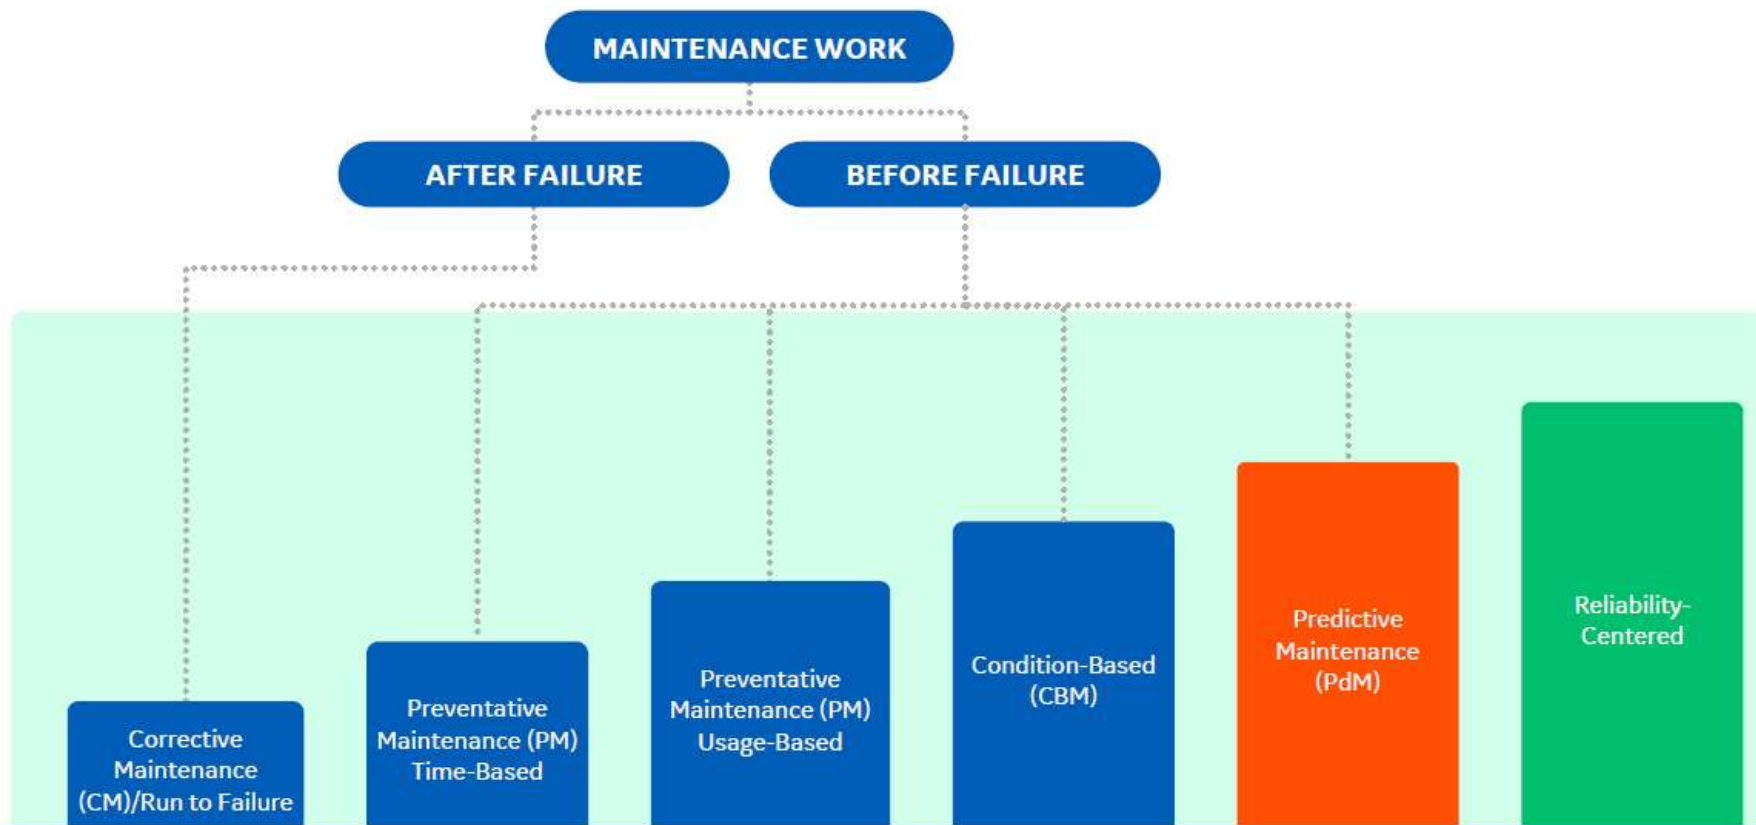 MAINTENANCE WORK
AFTER FAILURE
BEFORE FAILURE
Corrective
Maintenance
(CM)/Run to Failure
Preventative
Maintenance (PM)
Time-Based
Preventative
Maintenance (PM)
Usage-Based
Condition-Based
(CBM)
Predictive
Maintenance
(PdM)
Reliability-
Centered